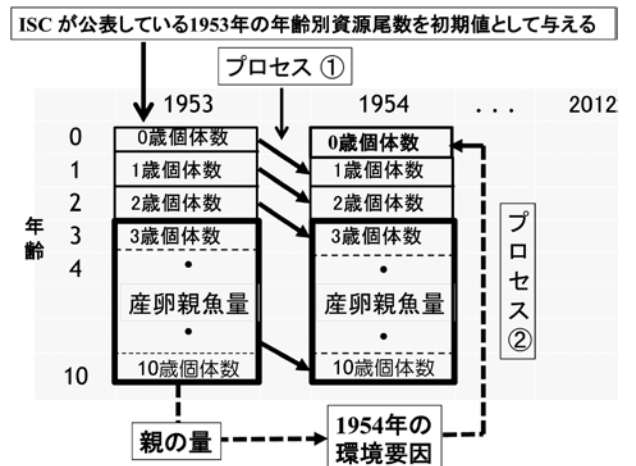 ISC が公表している1953年の年齢別資源尾数を初期値として与える
プロセス ①
1953
1954
. . .
2012
0
0歳個体数
0歳個体数
1
1歳個体数
1歳個体数
2
2歳個体数
2歳個体数
年齢
3
3歳個体数
3歳個体数
4
・
・
産卵親魚量
産卵親魚量
・
・
10
10歳個体数
10歳個体数
プロセス②
親の量
1954年の
環境要因